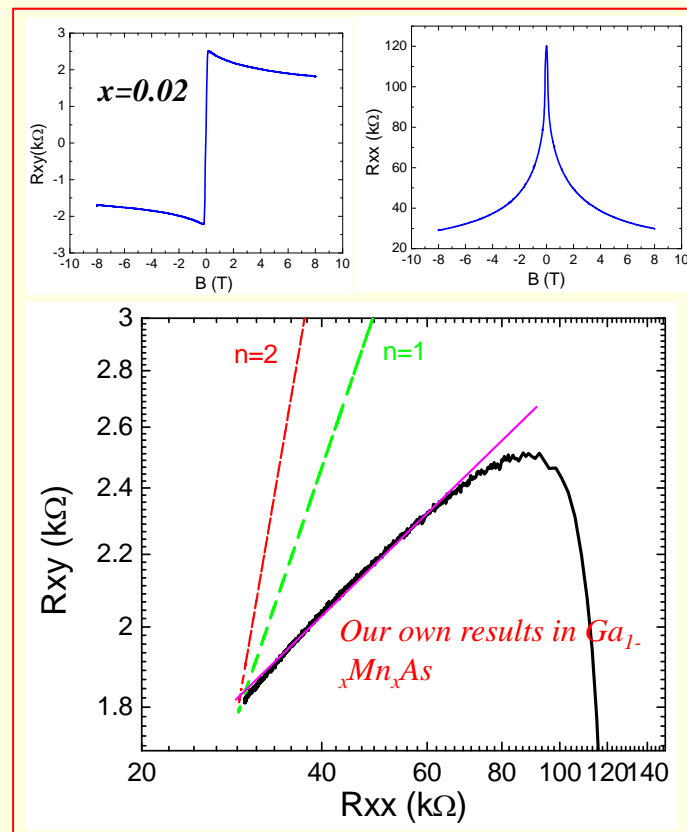 3
2
1
0
-1
-2
-3
Rxy(kΩ)
x=0.02
-10 -8 -6 -4 -2 0 2 4 6 8 10
B (T)
120
100
80
60
40
20
Rxx (kΩ)
-10 -8 -6 -4 -2 0 2 4 6 8 10
B (T)
3
2.8
2.6
2.4
2.2
2
1.8
Rxy (kΩ)
n=2
n=1
Our own results in Ga1-
xMnxAs
20 40 60 80 100 120 140
Rxx (kΩ)